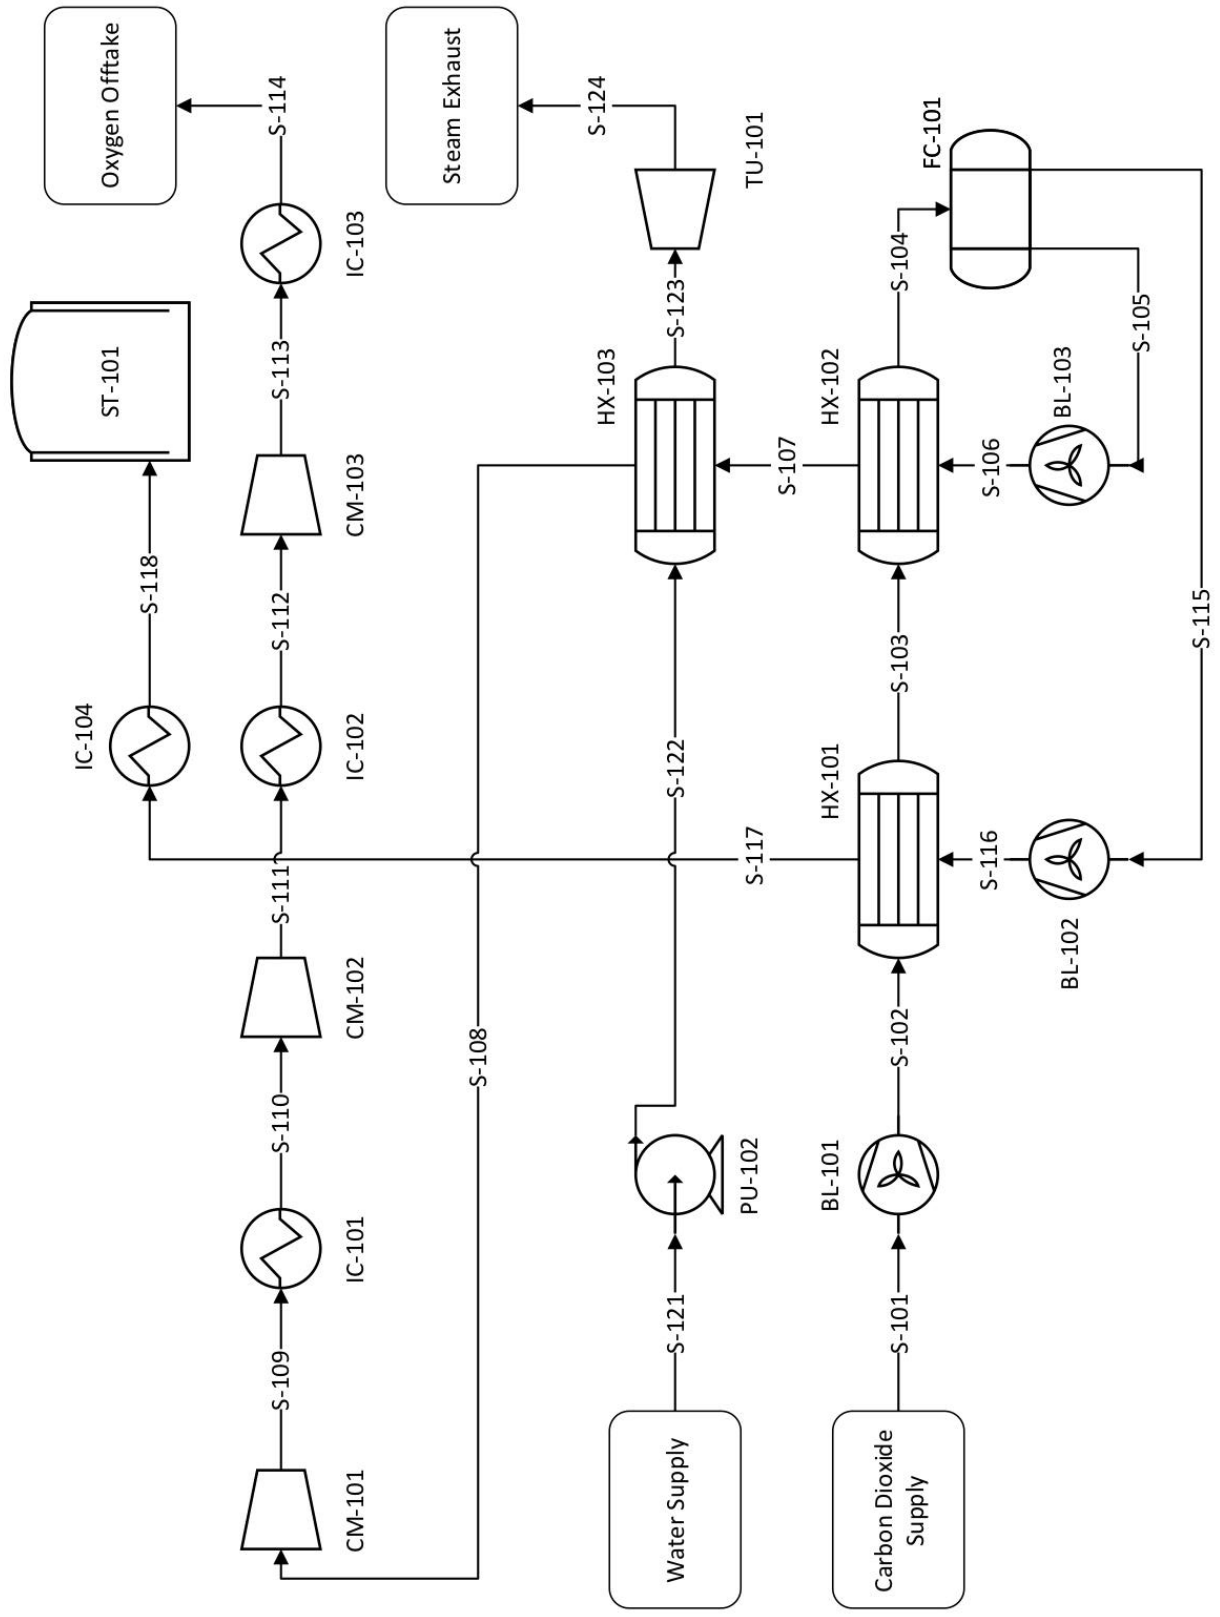 IC-104
ST-101
Oxygen Offtake
S-118
S-109
S-110
S-111
S-112
S-113
S-114
CM-101
IC-101
CM-102
IC-102
CM-103
IC-103
Steam Exhaust
S-108
HX-103
S-124
Water Supply
S-121
S-122
S-123
PU-102
S-117
TU-101
S-107
BL-101
HX-101
HX-102
Carbon Dioxide
Supply
S-101
S-102
S-103
S-104
FC-101
S-116
S-106
BL-102
BL-103
S-105
S-115